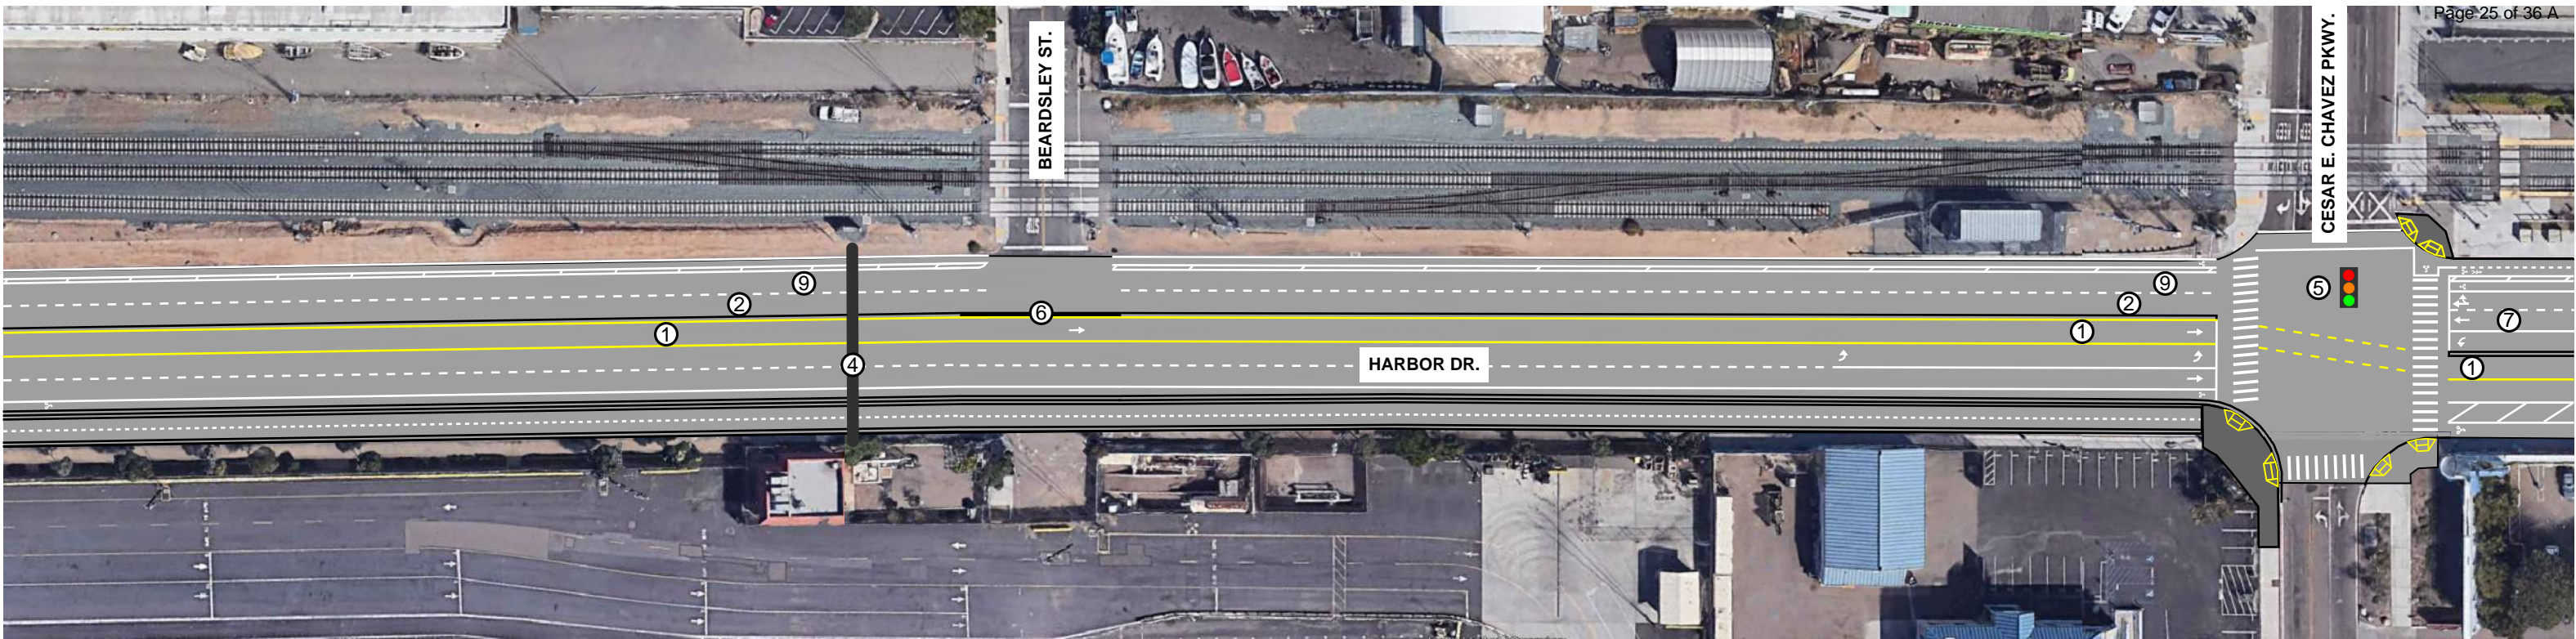 Page 25 of 36 A
BEARDSLEY ST.
CESAR E. CHAVEZ PKWY.
9
9
5
2
2
6
7
1
1
4
HARBOR DR.
1